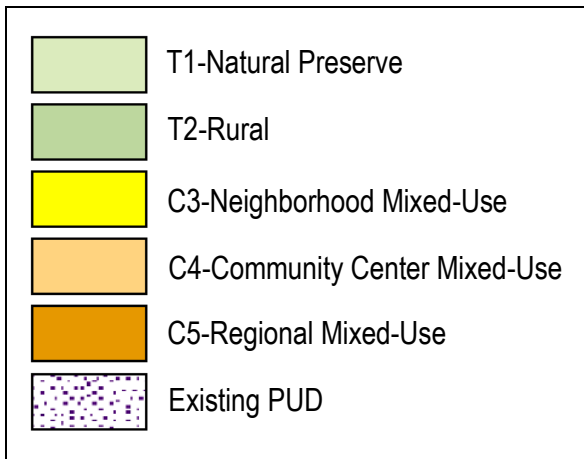 T1-Natural Preserve
T2-Rural
C3-Neighborhood Mixed-Use
C4-Community Center Mixed-Use
C5-Regional Mixed-Use
Existing PUD